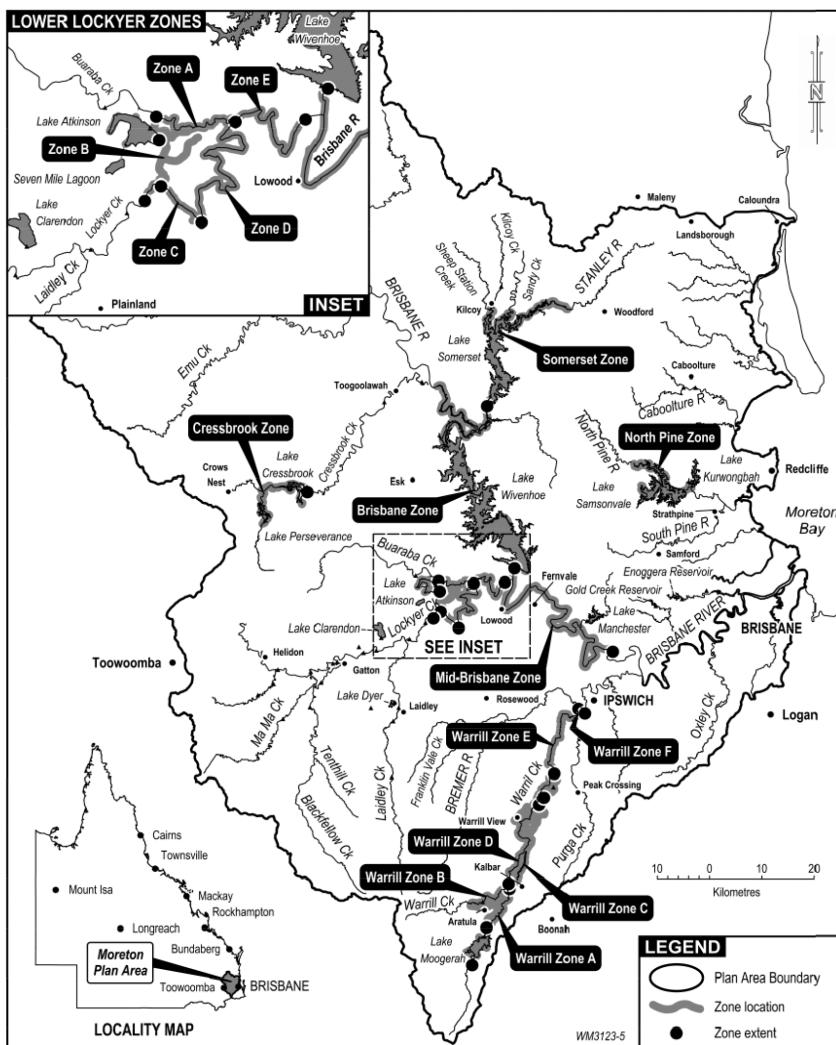 LOWER LOCKYER ZONES
Lake
Wivenhoe
Buaraba Ck
Zone A
Zone E
Lake Atkinson
Zone B
Brisbane R
Seven Mile Lagoon
Lowood
Lake
Clarendon
Lockyer Ck
Zone D
Zone C
Laidley Ck
Plainland
INSET
N
Maleny
Caloundra
Landsborough
Kilcoy Ck
Sheep Station
Creek
Sandy Ck
STANLEY R
BRISBANE R
Kilcoy
Woodford
Lake
Somerset
Somerset Zone
Emu Ck
Toogoolawah
Caboolture
Caboolture R
Cressbrook Zone
Cressbrook Ck
North Pine R
North Pine Zone
Lake
Cressbrook
Crows
Nest
Esk
Lake
Wivenhoe
Lake
Kurwongbah
Redcliffe
Lake
Samsonvale
Brisbane Zone
Strathpine
Moreton
Bay
South Pine R
Lake Perseverance
Buaraba Ck
Samford
Enoggera Reservoir
Fernvale
Gold Creek Reservoir
Lake
Atkinson
Lockyer Ck
Lowood
Lake
Manchester
BRISBANE RIVER
BRISBANE
Lake Clarendon
SEE INSET
Helidon
Toowoomba
Gatton
Mid-Brisbane Zone
Lake Dyer
Laidley
Rosewood
IPSWICH
Oxley Ck
Logan
Ma Ma Ck
Warrill Zone E
Warrill Zone F
Franklin Vale Ck
BREMER R
Tenthill Ck
Laidley Ck
Warril Ck
Peak Crossing
Blackfellow Ck
Warrill View
Purga Ck
Warrill Zone D
Kalbar
Warrill Zone B
Warrill Zone C
Warrill Ck
Aratula
Boonah
Lake
Moogerah
Warrill Zone A
10 0 10 20
Kilometres
Cairns
Townsville
Mount Isa
Mackay
Rockhampton
Longreach
Bundaberg
Moreton
Plan Area
Toowoomba
BRISBANE
LOCALITY MAP
LEGEND
Plan Area Boundary
Zone location
Zone extent
WM3123-5